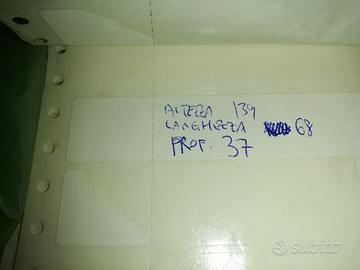 ALTEZZA 139
LARGHEZZA 68
PROF. 37
subito